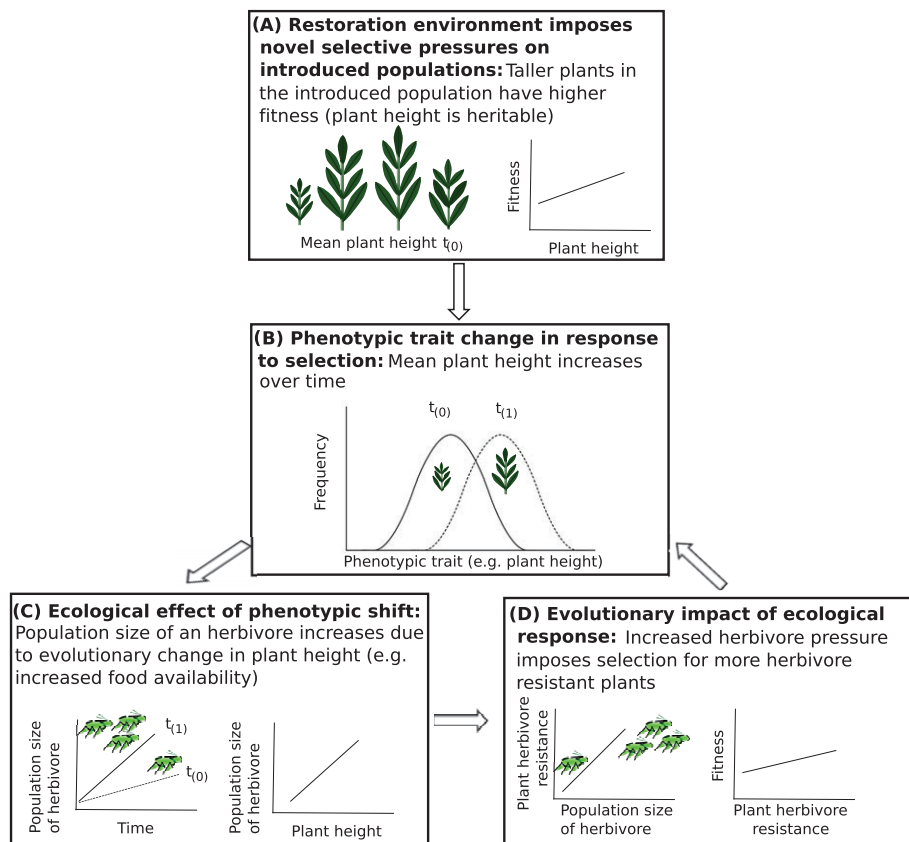 (A) Restoration environment imposes
novel selective pressures on
introduced populations: Taller plants in
the introduced population have higher
fitness (plant height is heritable)
Fitness
Mean plant height t(0)
Plant height
(B) Phenotypic trait change in response
to selection: Mean plant height increases
over time
t(0)
t(1)
Frequency
Phenotypic trait (e.g. plant height)
(C) Ecological effect of phenotypic shift:
Population size of an herbivore increases due
to evolutionary change in plant height (e.g.
increased food availability)
Population size
of herbivore
t(1)
t(0)
Time
Population size
of herbivore
Plant height
(D) Evolutionary impact of ecological
response: Increased herbivore pressure
imposes selection for more herbivore
resistant plants
Plant herbivore
resistance
Population size
of herbivore
Fitness
Plant herbivore
resistance